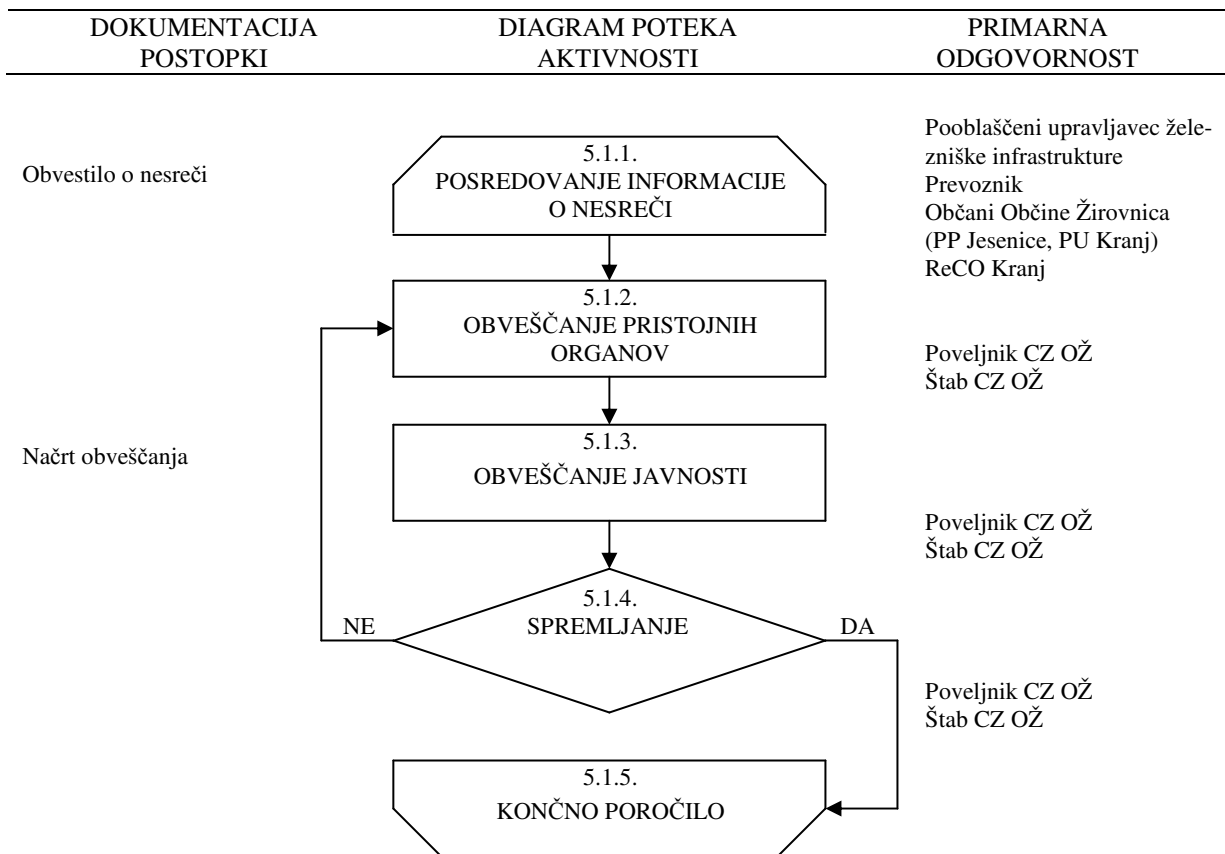 DOKUMENTACIJA
POSTOPKI
DIAGRAM POTEKA
AKTIVNOSTI
PRIMARNA
ODGOVORNOST
Obvestilo o nesreči
5.1.1.
POSREDOVANJE INFORMACIJE
O NESREČI
Pooblaščeni upravljavec žele-
zniške infrastrukture
Prevoznik
Občani Občine Žirovnica
(PP Jesenice, PU Kranj)
ReCO Kranj
5.1.2.
OBVEŠČANJE PRISTOJNIH
ORGANOV
Poveljnik CZ OŽ
Štab CZ OŽ
Načrt obveščanja
5.1.3.
OBVEŠČANJE JAVNOSTI
Poveljnik CZ OŽ
Štab CZ OŽ
5.1.4.
SPREMLJANJE
NE
DA
Poveljnik CZ OŽ
Štab CZ OŽ
5.1.5.
KONČNO POROČILO